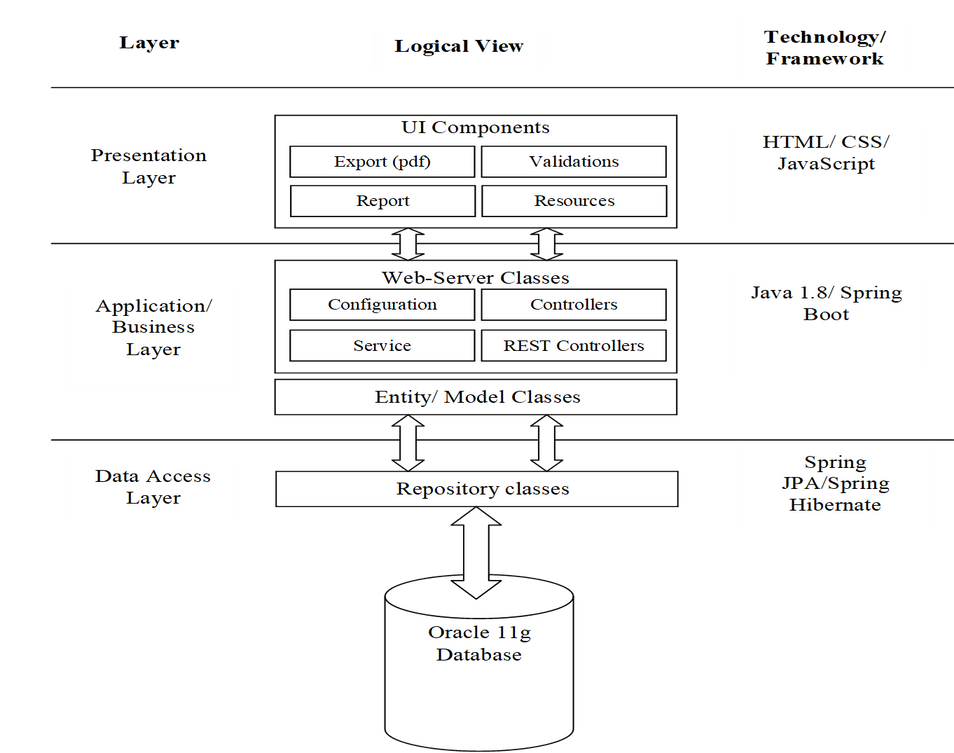 Layer
Logical View
Technology/
Framework
Presentation
Layer
UI Components
Export (pdf)
Validations
Report
Resources
HTML/ CSS/
JavaScript
Application/
Business
Layer
Web-Server Classes
Configuration
Controllers
Service
REST Controllers
Entity/ Model Classes
Java 1.8/ Spring
Boot
Data Access
Layer
Repository classes
Spring
JPA/Spring
Hibernate
Oracle 11g
Database